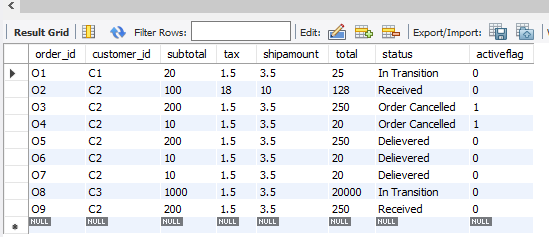 Result Grid Filter Rows: Edit: Export/Import:
order_id customer_id subtotal tax shipamount total status activeflag
O1 C1 20 1.5 3.5 25 In Transition 0
O2 C2 100 18 10 128 Received 0
O3 C2 200 1.5 3.5 250 Order Cancelled 1
O4 C2 10 1.5 3.5 20 Order Cancelled 1
O5 C2 200 1.5 3.5 250 Delievered 0
O6 C2 10 1.5 3.5 20 Delievered 0
O7 C2 10 1.5 3.5 20 Delievered 0
O8 C3 1000 1.5 3.5 20000 In Transition 0
O9 C2 200 1.5 3.5 250 Received 0
NULL NULL NULL NULL NULL NULL NULL NULL